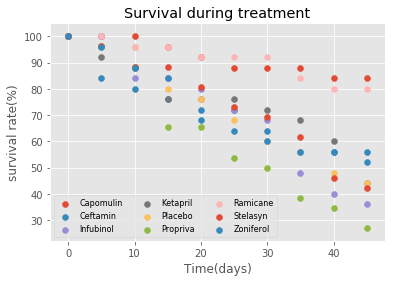 Survival during treatment
survival rate(%)
100
90
80
70
60
50
40
30
Capomulin Ketapril Ramicane
Ceftamin Placebo Stelasyn
Infubinol Propriva Zoniferol
0 10 20 30 40
Time(days)